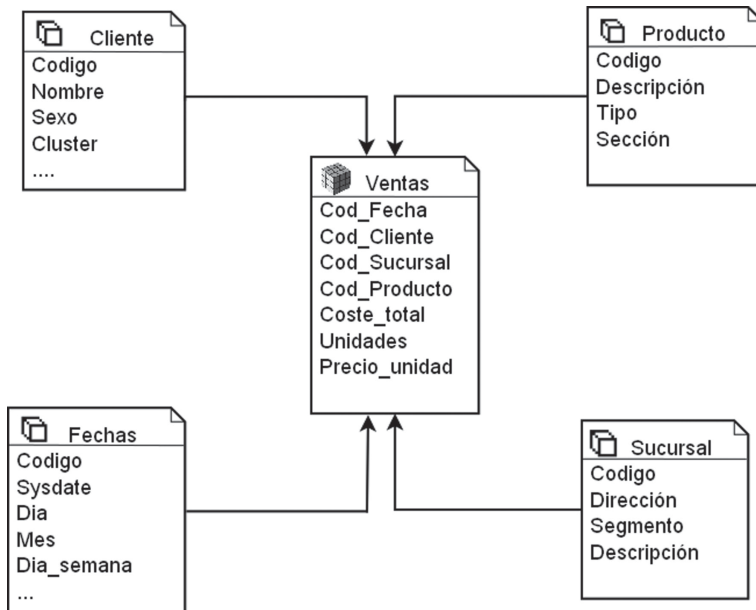 Cliente
Codigo
Nombre
Sexo
Cluster
....
Producto
Codigo
Descripción
Tipo
Sección
Ventas
Cod_Fecha
Cod_Cliente
Cod_Sucursal
Cod_Producto
Coste_total
Unidades
Precio_unidad
Fechas
Codigo
Sysdate
Dia
Mes
Dia_semana
...
Sucursal
Codigo
Dirección
Segmento
Descripción